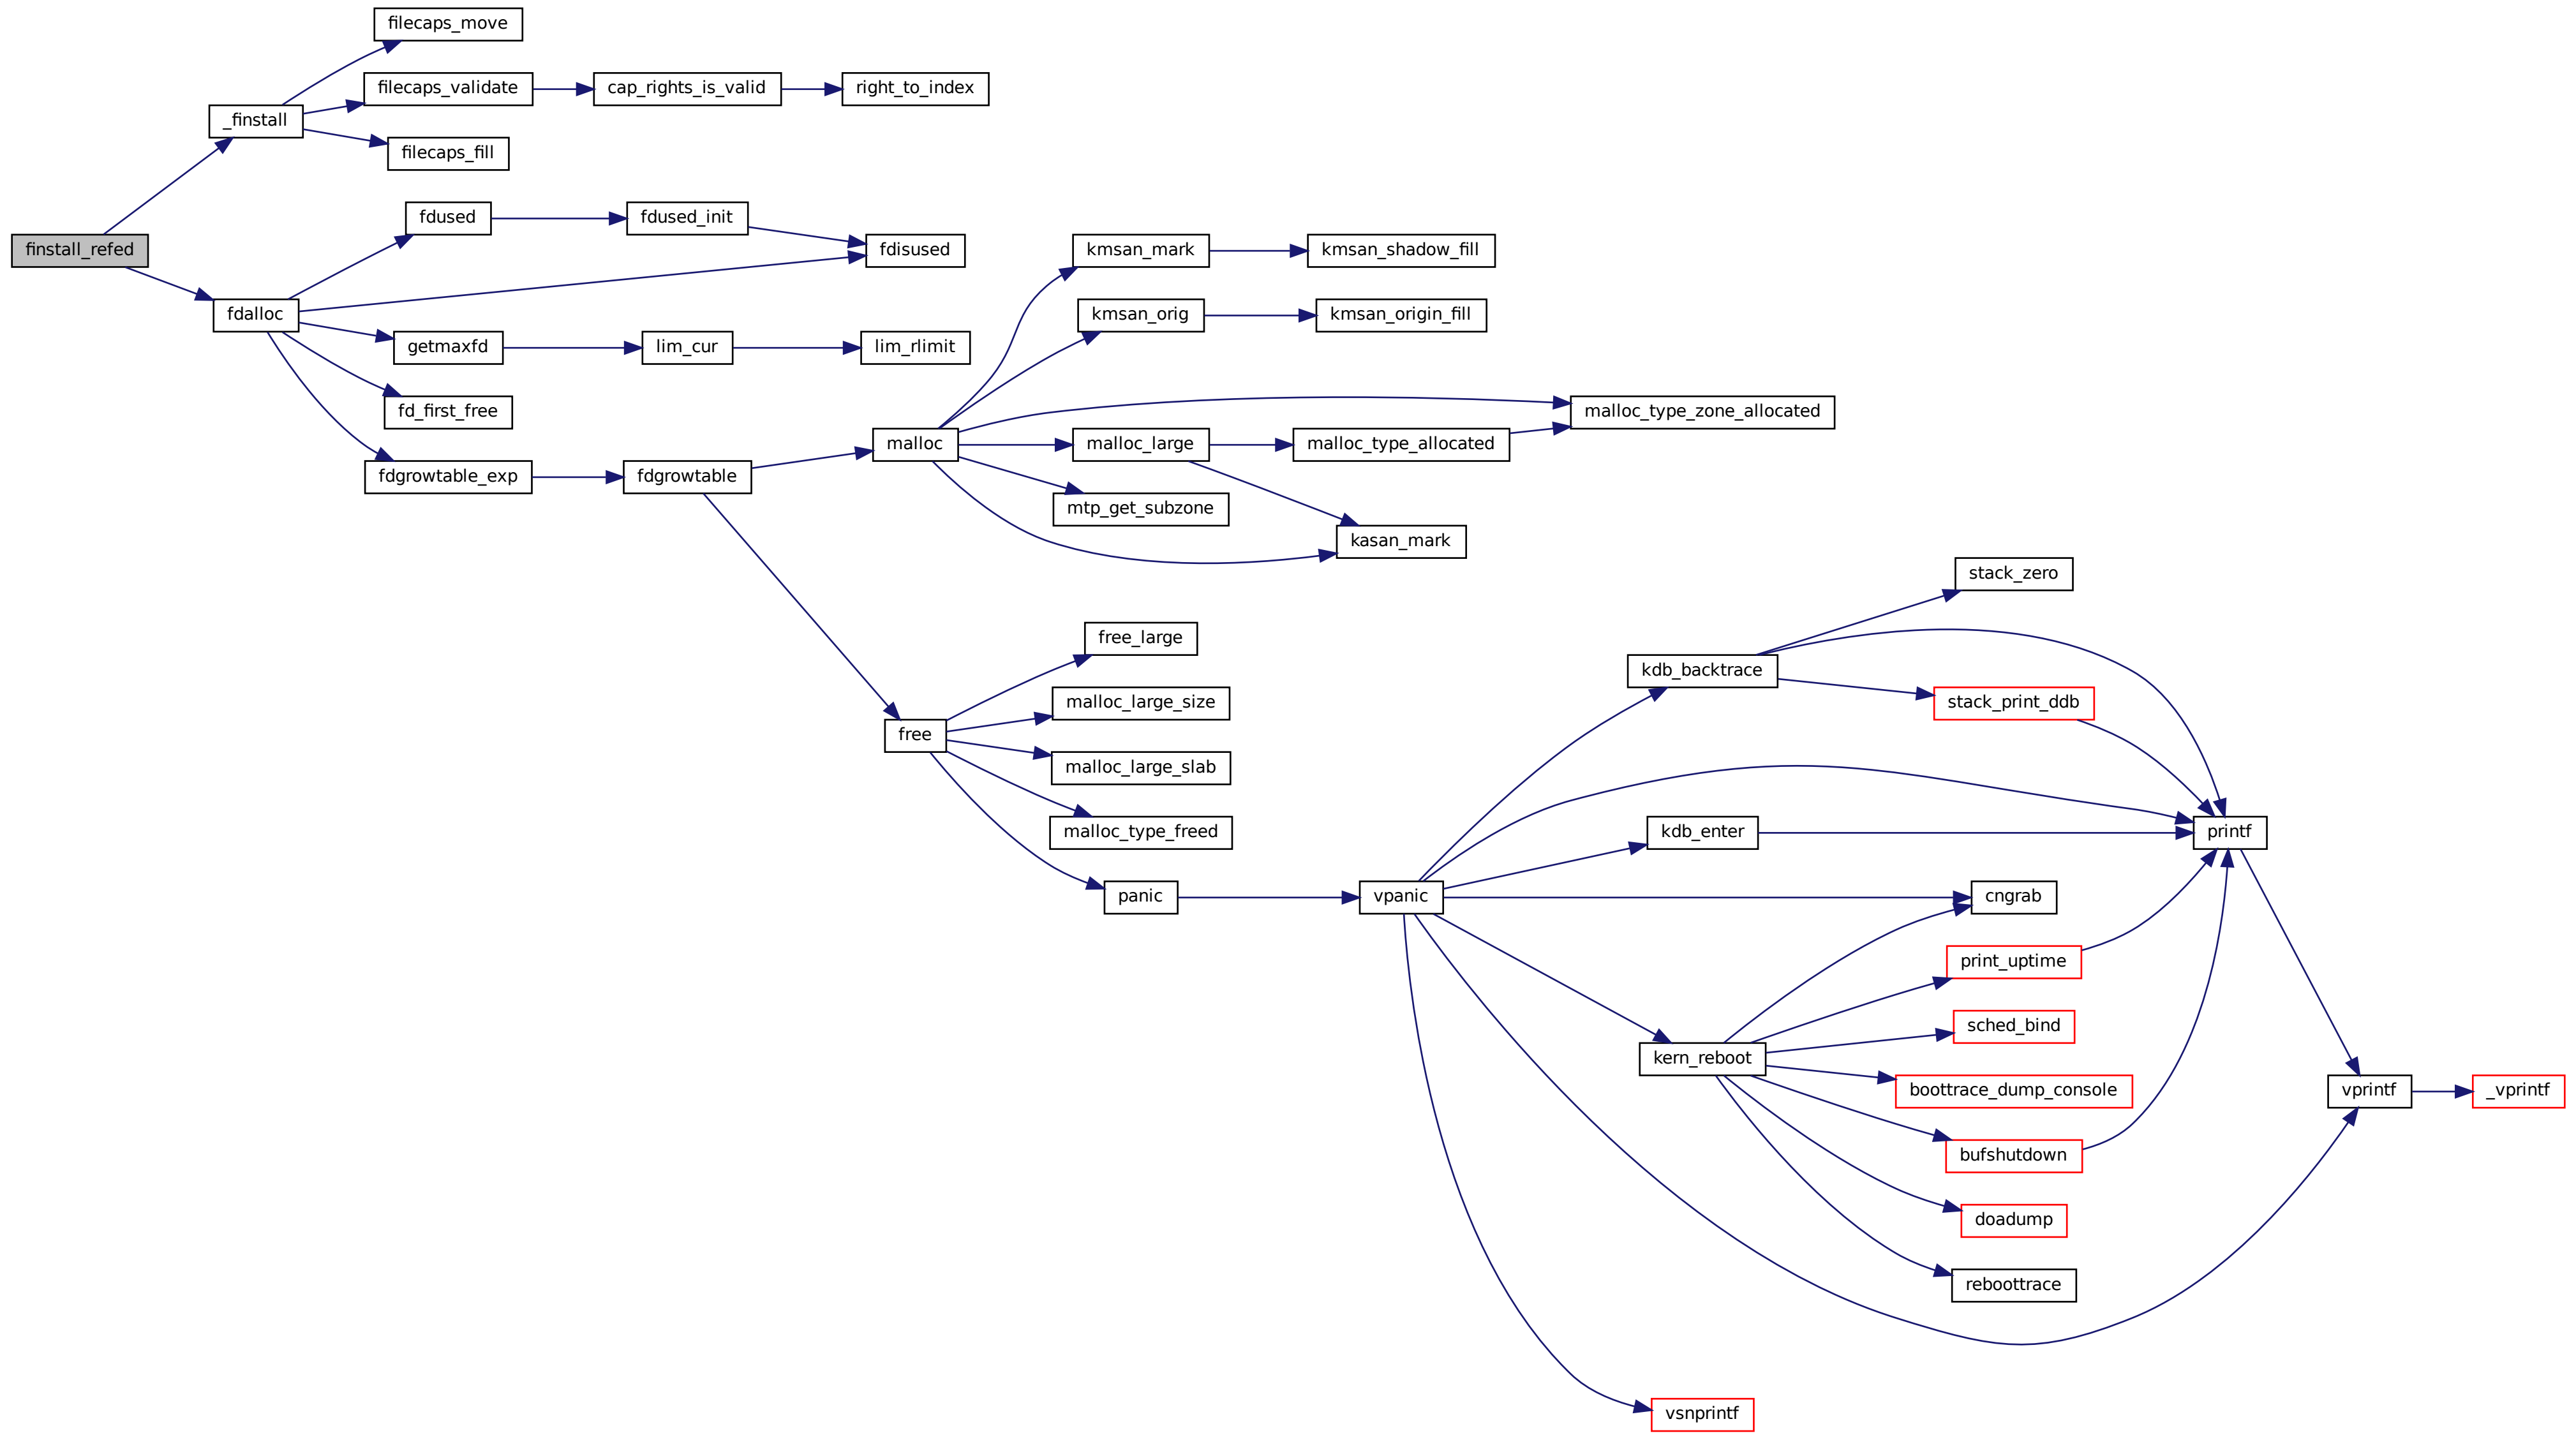 finstall_refed
_finstall
filecaps_move
filecaps_validate
cap_rights_is_valid
right_to_index
filecaps_fill
fdalloc
fdused
fdused_init
fdisused
getmaxfd
lim_cur
lim_rlimit
fd_first_free
fdgrowtable_exp
fdgrowtable
malloc
kmsan_mark
kmsan_shadow_fill
kmsan_orig
kmsan_origin_fill
malloc_type_zone_allocated
malloc_large
malloc_type_allocated
mtp_get_subzone
kasan_mark
free
free_large
malloc_large_size
malloc_large_slab
malloc_type_freed
panic
vpanic
kdb_backtrace
stack_zero
stack_print_ddb
printf
kdb_enter
cngrab
kern_reboot
print_uptime
sched_bind
boottrace_dump_console
bufshutdown
doadump
reboottrace
vprintf
_vprintf
vsnprintf